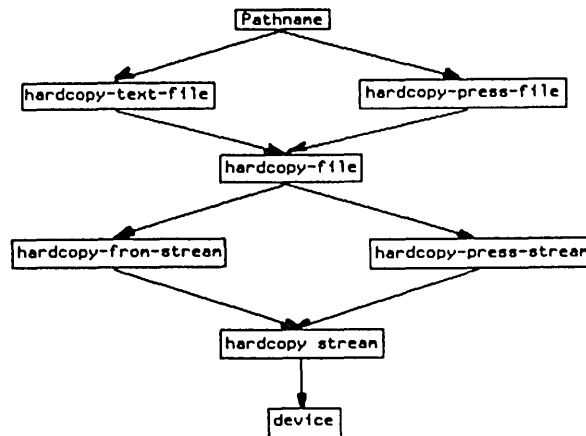 Pathname
hardcopy-text-file
hardcopy-press-file
hardcopy-file
hardcopy-from-stream
hardcopy-press-stream
hardcopy stream
device